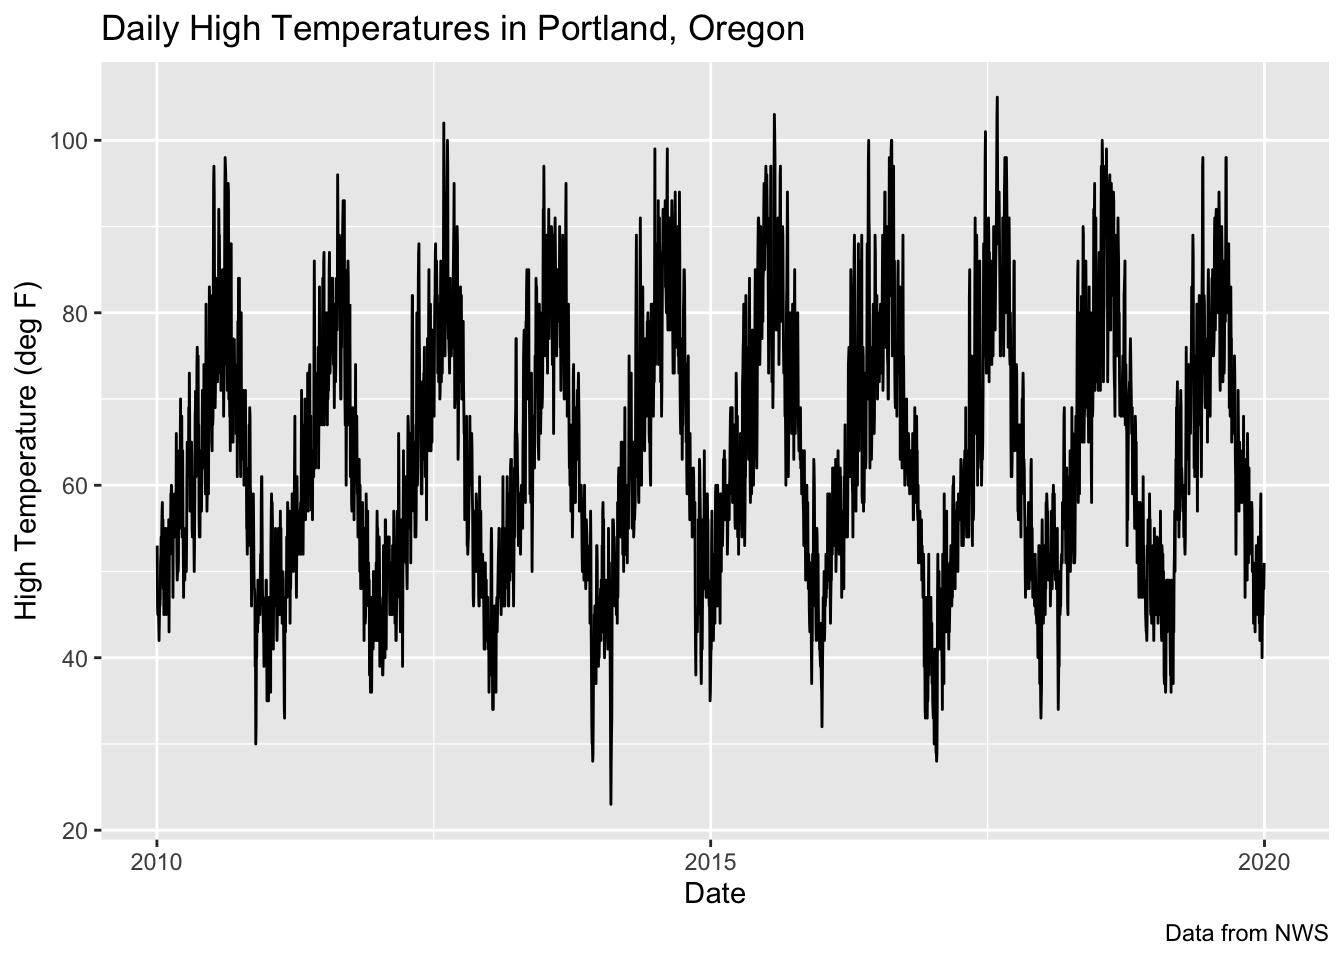 Daily High Temperatures in Portland, Oregon
High Temperature (deg F)
100
80
60
40
20
2010
2015
2020
Date
Data from NWS